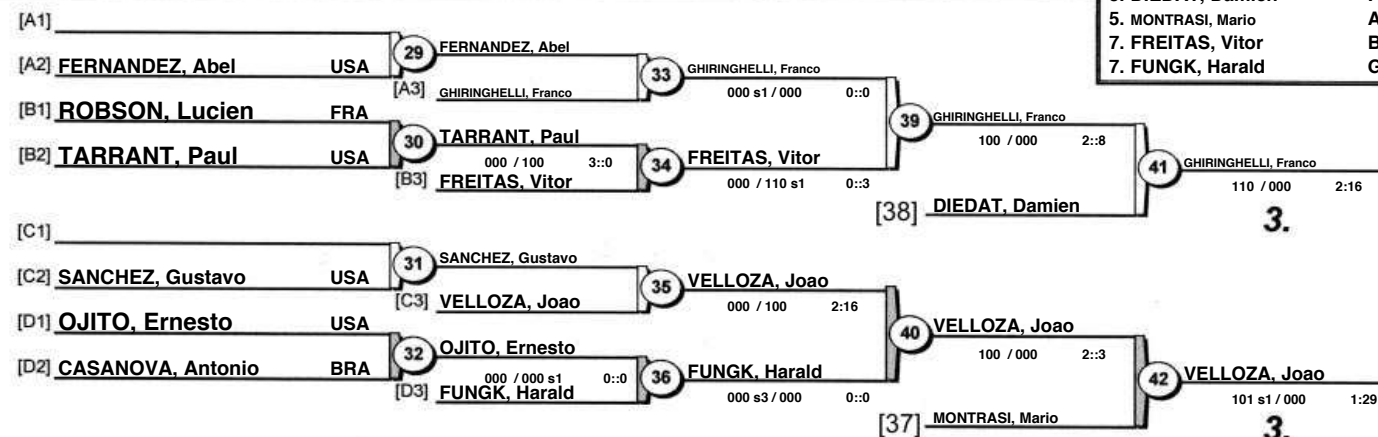 5. MONTRASI, Mario A
7. FREITAS, Vitor B
7. FUNGK, Harald G
[A1]
29 FERNANDEZ, Abel
[A2] FERNANDEZ, Abel USA
33 GHIRINGHELLI, Franco
[A3] GHIRINGHELLI, Franco
000 s1 / 000 0::0
[B1] ROBSON, Lucien FRA
39 GHIRINGHELLI, Franco
30 TARRANT, Paul
100 / 000 2::8
[B2] TARRANT, Paul USA
000 / 100 3::0
34 FREITAS, Vitor
41 GHIRINGHELLI, Franco
[B3] FREITAS, Vitor
000 / 110 s1 0::3
110 / 000 2:16
[38] DIEDAT, Damien
3.
[C1]
31 SANCHEZ, Gustavo
[C2] SANCHEZ, Gustavo USA
35 VELLOZA, Joao
[C3] VELLOZA, Joao
000 / 100 2:16
[D1] OJITO, Ernesto USA
40 VELLOZA, Joao
32 OJITO, Ernesto
100 / 000 2::3
[D2] CASANOVA, Antonio BRA
000 / 000 s1 0::0
36 FUNGK, Harald
42 VELLOZA, Joao
[D3] FUNGK, Harald
000 s3 / 000 0::0
101 s1 / 000 1:29
[37] MONTRASI, Mario
3.